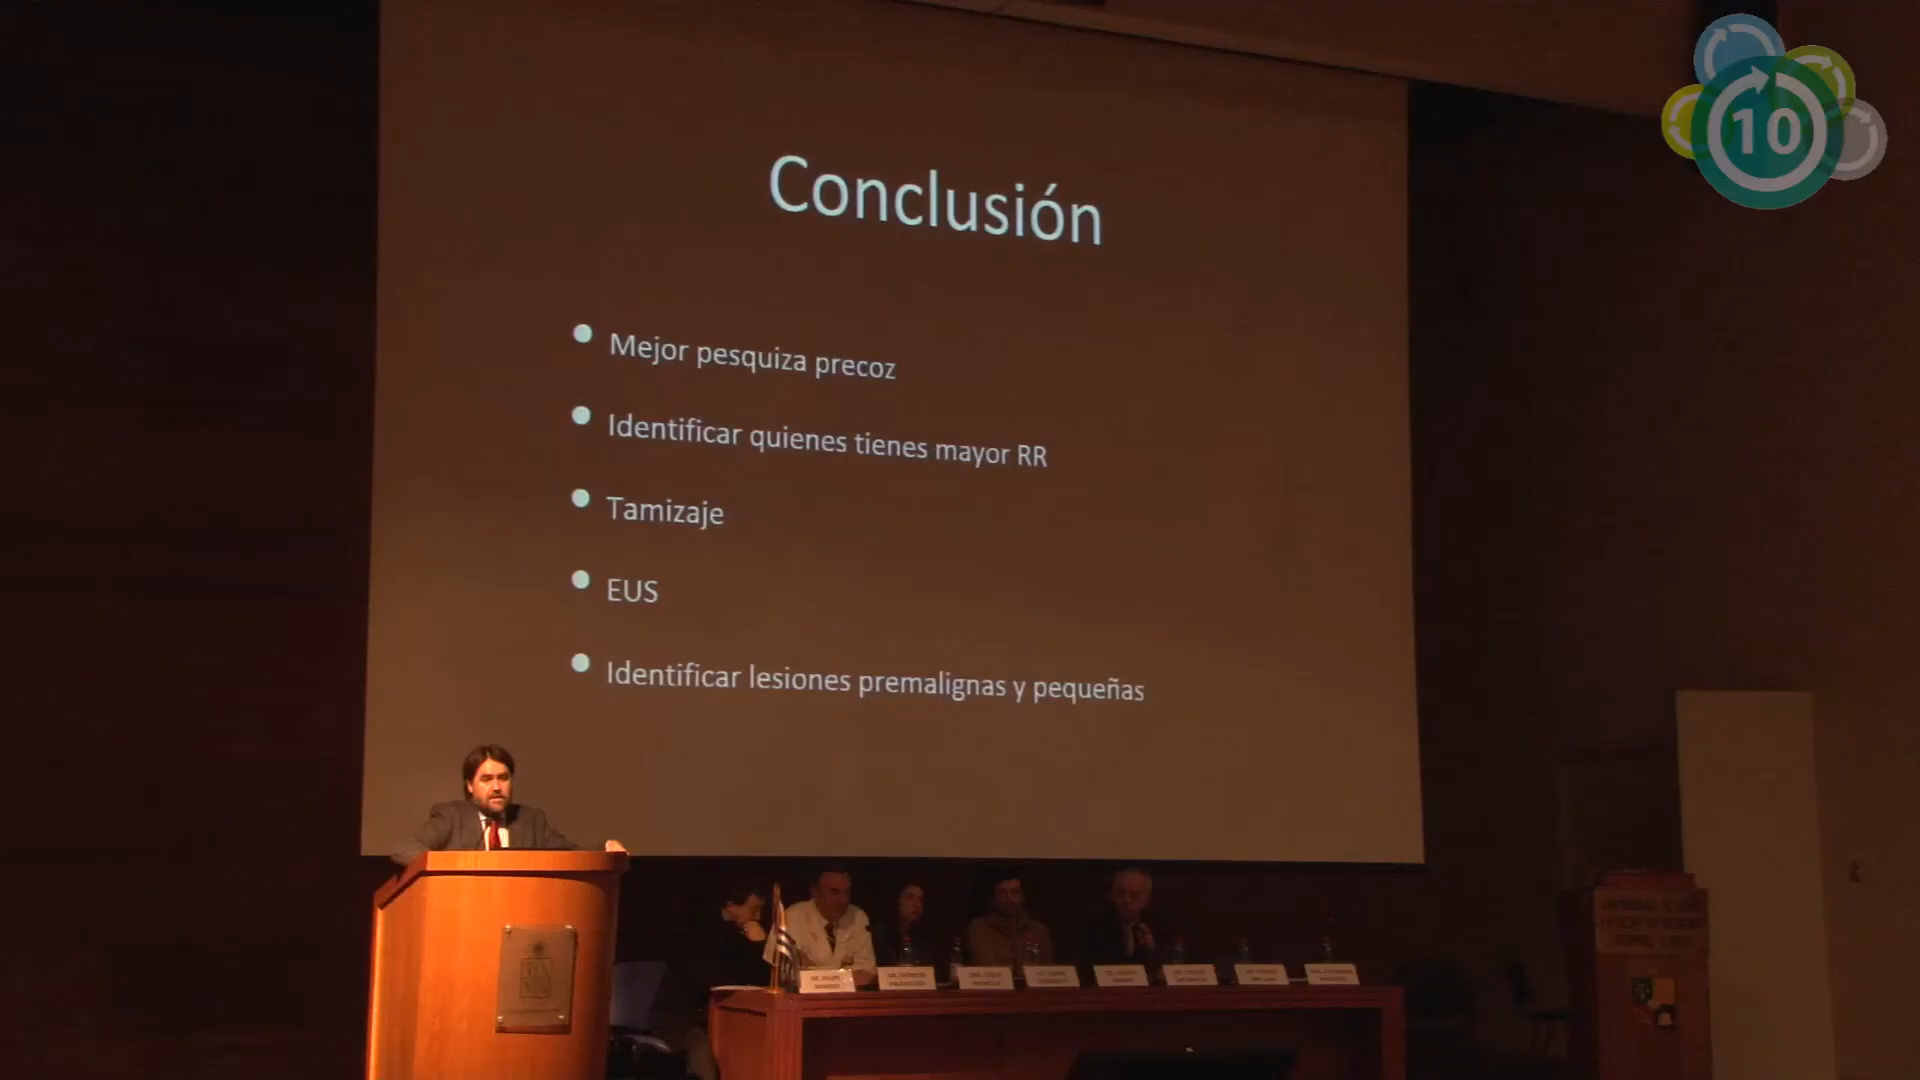 10
Conclusión
Mejor pesquiza precoz
Identificar quienes tienes mayor RR
Tamizaje
EUS
Identificar lesiones premalignas y pequeñas